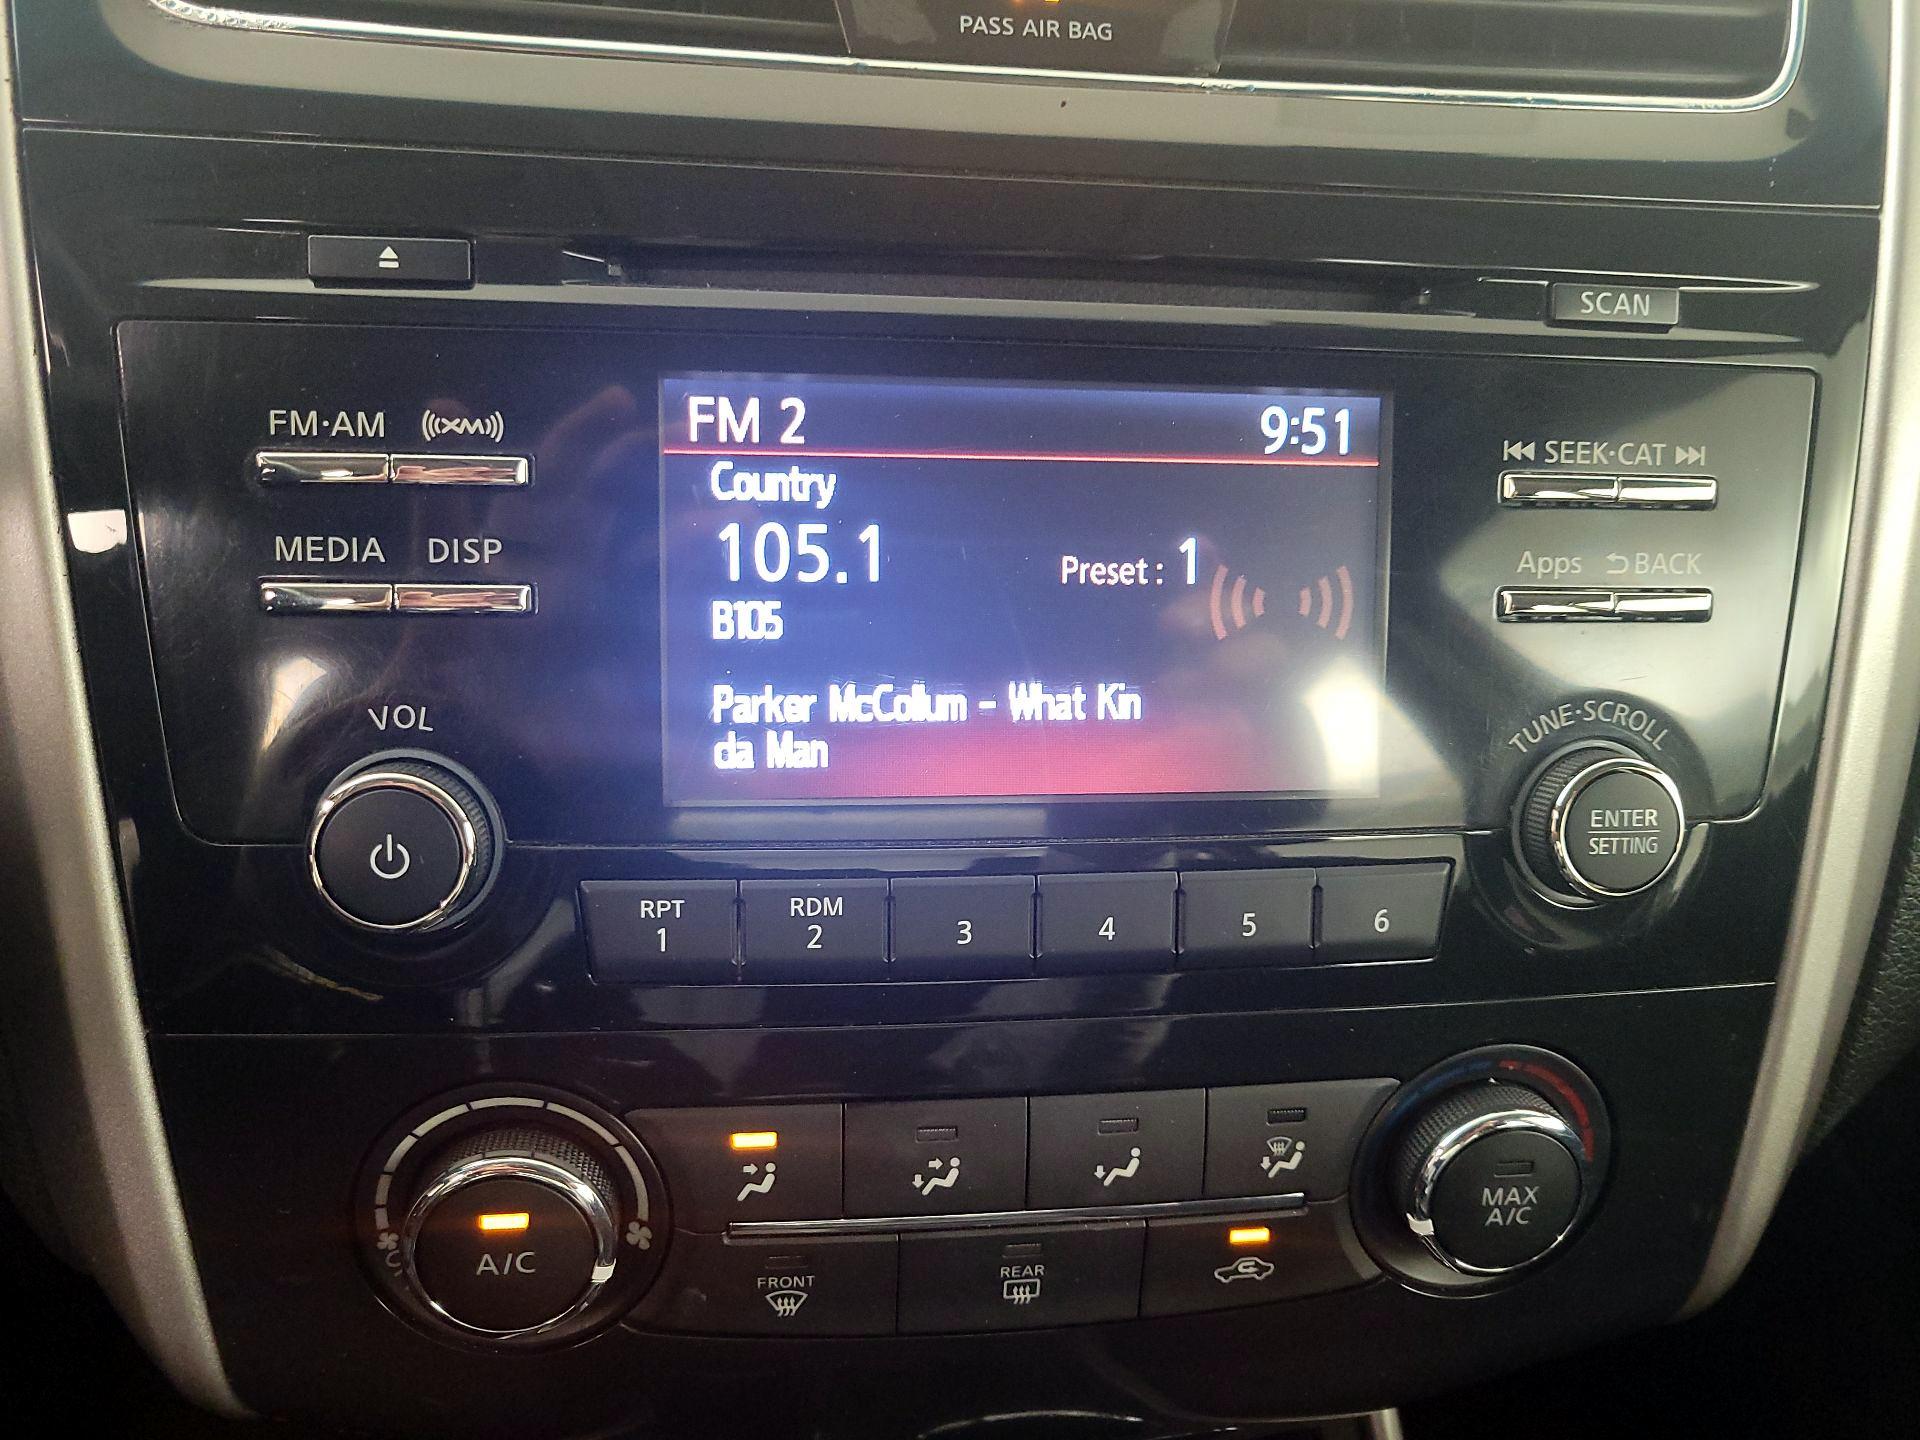 PASS AIR BAG
SCAN
FM·AM XM
MEDIA DISP
VOL
FM 2 9:51
Country
105.1 Preset: 1
B105
Parker McCollum - What Kin
da Man
SEEK·CAT
Apps BACK
TUNE·SCROLL
ENTER
SETTING
RPT
1
RDM
2
3
4
5
6
A/C
MAX
A/C
FRONT
REAR